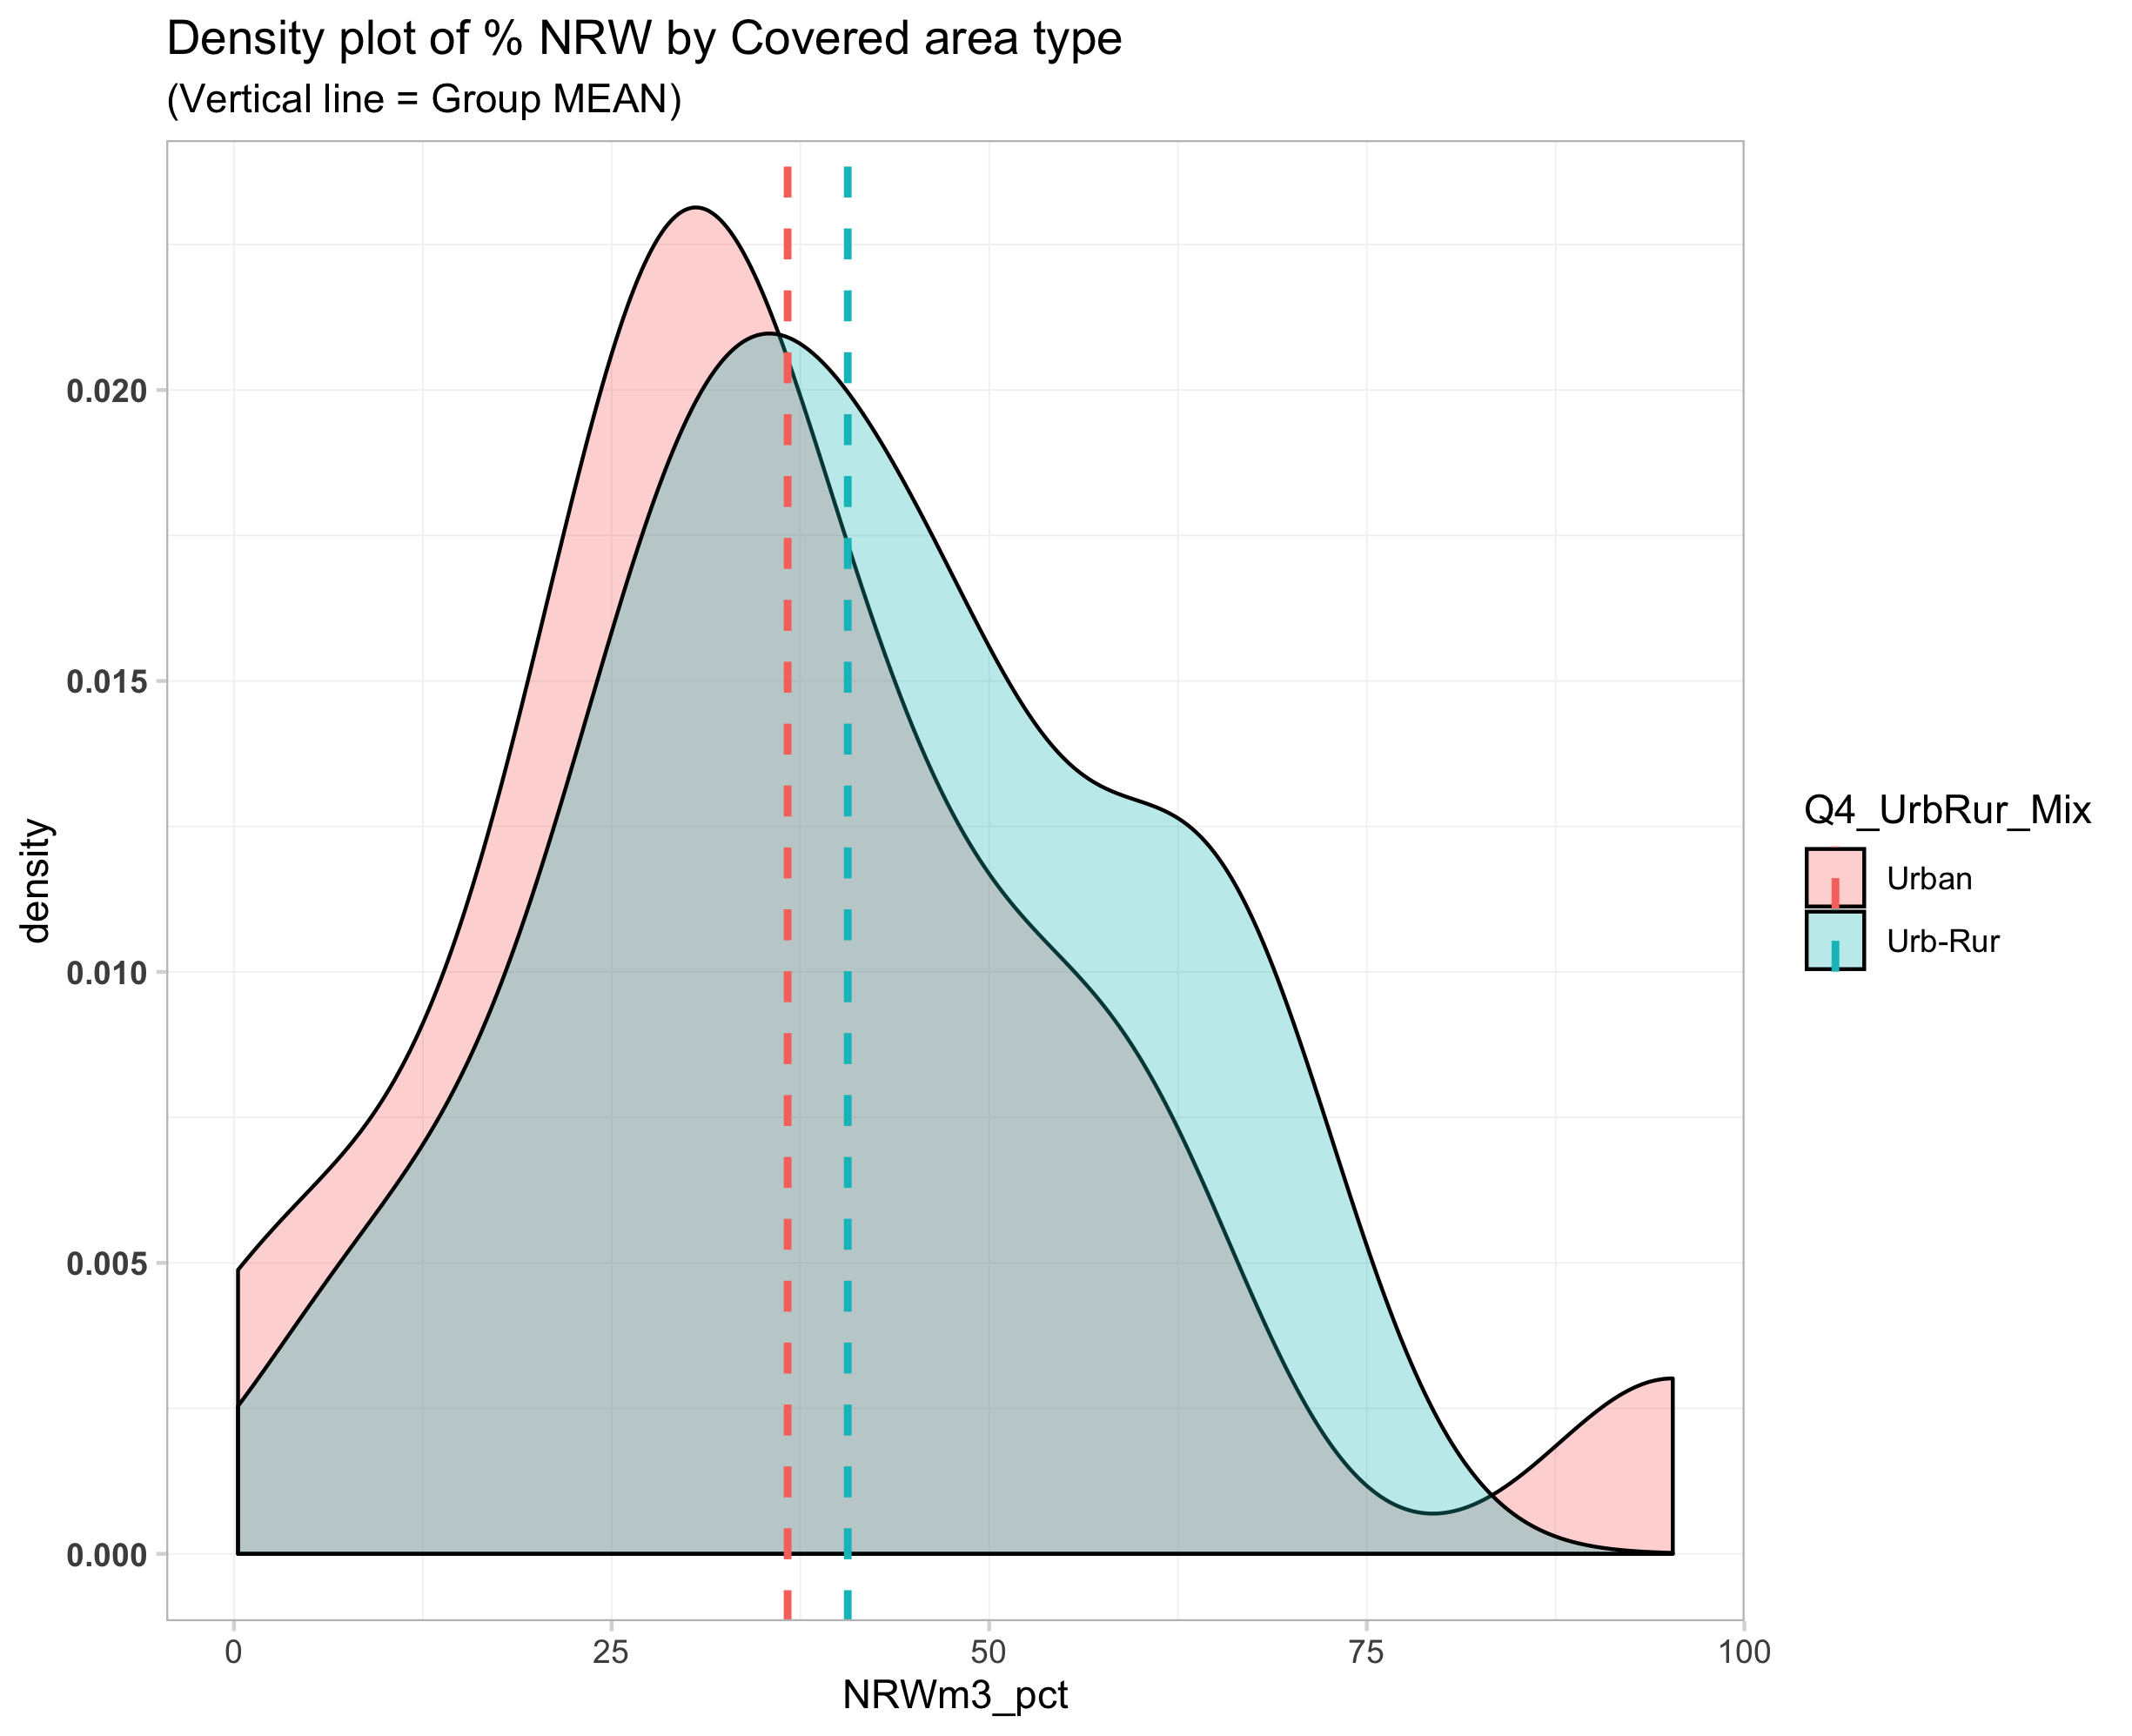 Density plot of % NRW by Covered area type
(Vertical line = Group MEAN)
0.020
0.015
0.010
0.005
0.000
density
0 25 50 75 100
NRWm3_pct
Q4_UrbRur_Mix
Urban
Urb-Rur